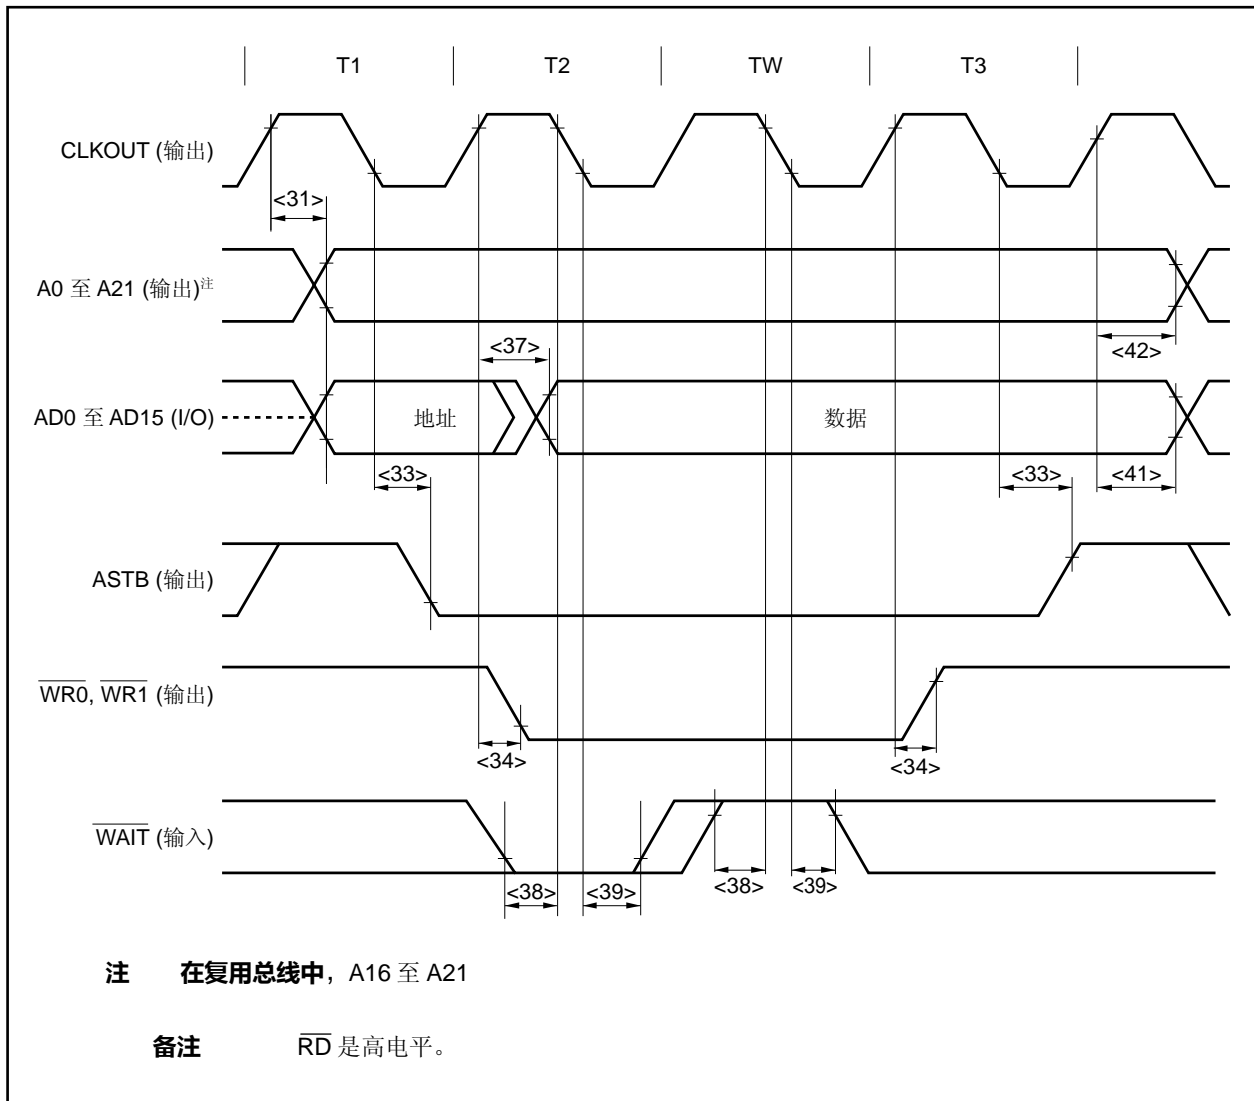 T1 T2 TW T3
CLKOUT (输出)
<31>
A0 至 A21 (输出)注
<37> <42>
AD0 至 AD15 (I/O) 地址 数据
<33> <33> <41>
ASTB (输出)
WR0, WR1 (输出)
<34> <34>
WAIT (输入)
<38> <39> <38> <39>
注 在复用总线中，A16 至 A21
备注 RD 是高电平。